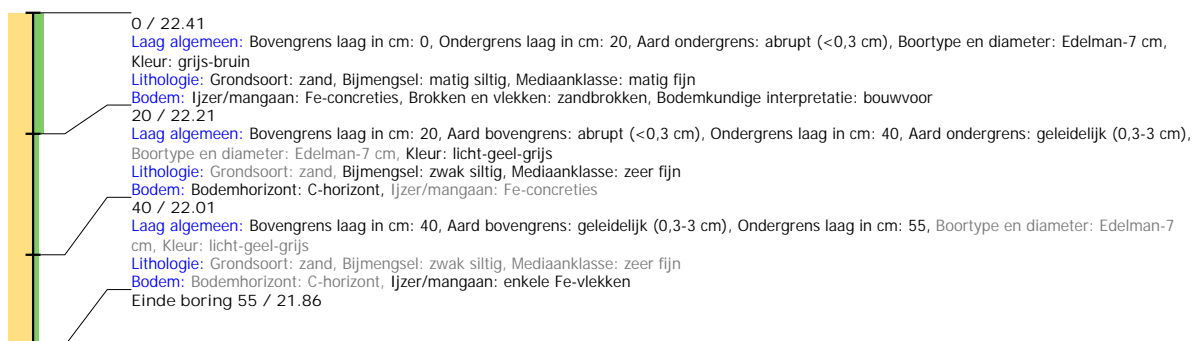 0 / 22.41
Laag algemeen: Bovengrens laag in cm: 0, Ondergrens laag in cm: 20, Aard ondergrens: abrupt (<0,3 cm), Boortype en diameter: Edelman-7 cm,
Kleur: grijs-bruin
Lithologie: Grondsoort: zand, Bijmengsel: matig siltig, Mediaanklasse: matig fijn
Bodem: Ijzer/mangaan: Fe-concreties, Brokken en vlekken: zandbrokken, Bodemkundige interpretatie: bouwvoor
20 / 22.21
Laag algemeen: Bovengrens laag in cm: 20, Aard bovengrens: abrupt (<0,3 cm), Ondergrens laag in cm: 40, Aard ondergrens: geleidelijk (0,3-3 cm),
Boortype en diameter: Edelman-7 cm, Kleur: licht-geel-grijs
Lithologie: Grondsoort: zand, Bijmengsel: zwak siltig, Mediaanklasse: zeer fijn
Bodem: Bodemhorizont: C-horizont, Ijzer/mangaan: Fe-concreties
40 / 22.01
Laag algemeen: Bovengrens laag in cm: 40, Aard bovengrens: geleidelijk (0,3-3 cm), Ondergrens laag in cm: 55, Boortype en diameter: Edelman-7
cm, Kleur: licht-geel-grijs
Lithologie: Grondsoort: zand, Bijmengsel: zwak siltig, Mediaanklasse: zeer fijn
Bodem: Bodemhorizont: C-horizont, Ijzer/mangaan: enkele Fe-vlekken
Einde boring 55 / 21.86